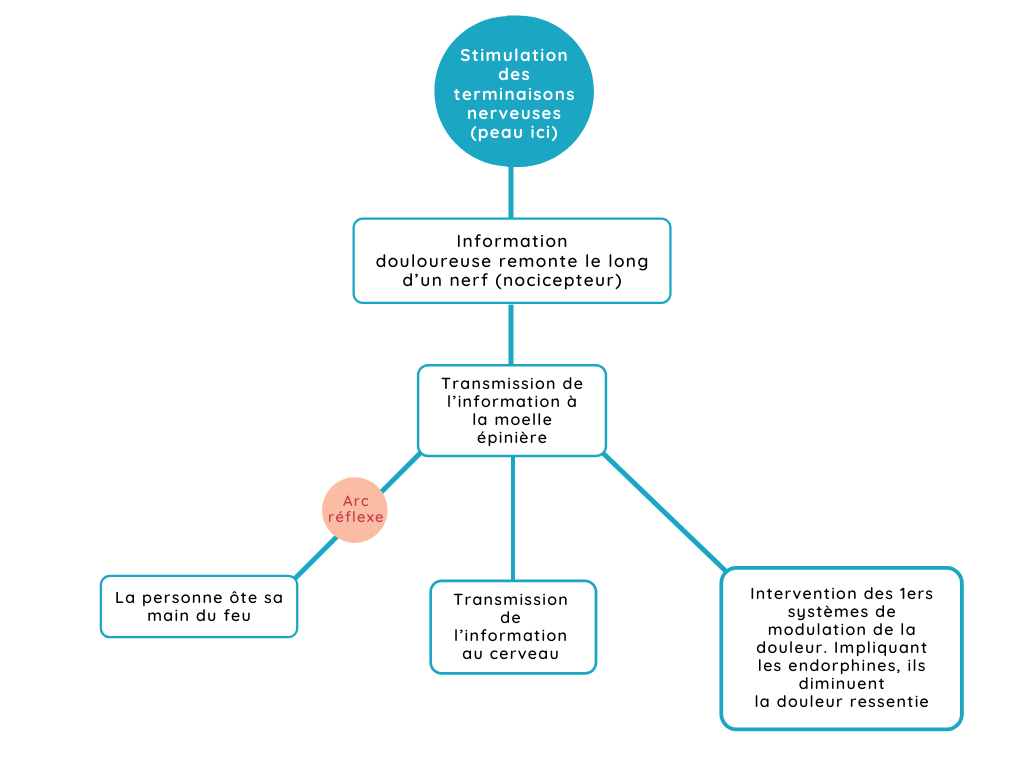 Stimulation
des
terminaisons
nerveuses
(peau ici)
Information
douloureuse remonte le long
d’un nerf (nocicepteur)
Transmission de
l’information à
la moelle
épinière
Arc
réflexe
La personne ôte sa
main du feu
Transmission
de
l’information
au cerveau
Intervention des 1ers
systèmes de
modulation de la
douleur. Impliquant
les endorphines, ils
diminuent
la douleur ressentie